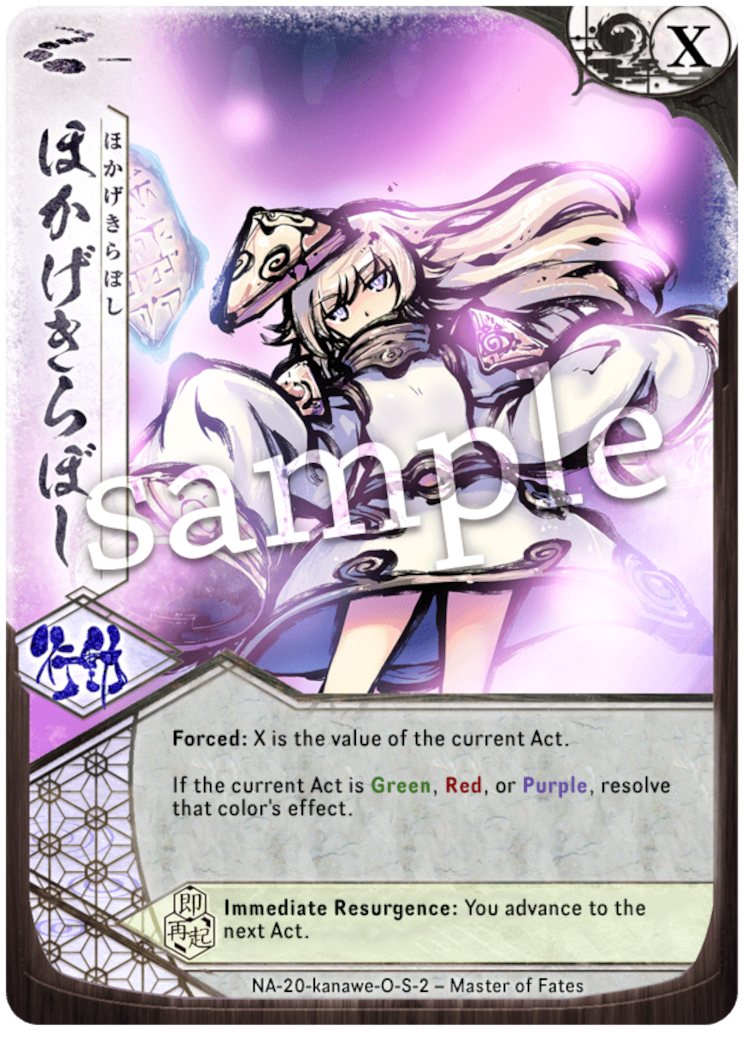 X
ほかげきらぼし
ほかげきらぼし
sample
行動
Forced: X is the value of the current Act.
If the current Act is Green, Red, or Purple, resolve
that color's effect.
即再起
Immediate Resurgence: You advance to the
next Act.
NA-20-kanawe-O-S-2 – Master of Fates